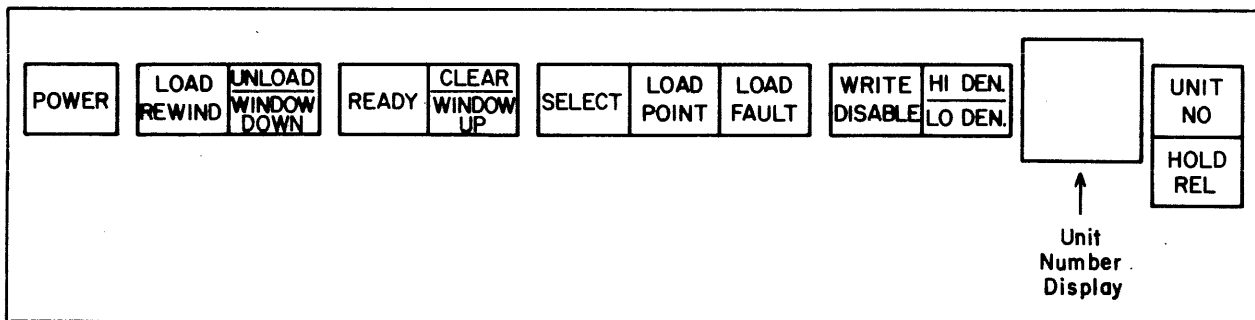 POWER
LOAD
REWIND
UNLOAD
WINDOW
DOWN
READY
CLEAR
WINDOW
UP
SELECT
LOAD
POINT
LOAD
FAULT
WRITE
DISABLE
HI DEN.
LO DEN.
UNIT
NO
HOLD
REL
Unit
Number
Display